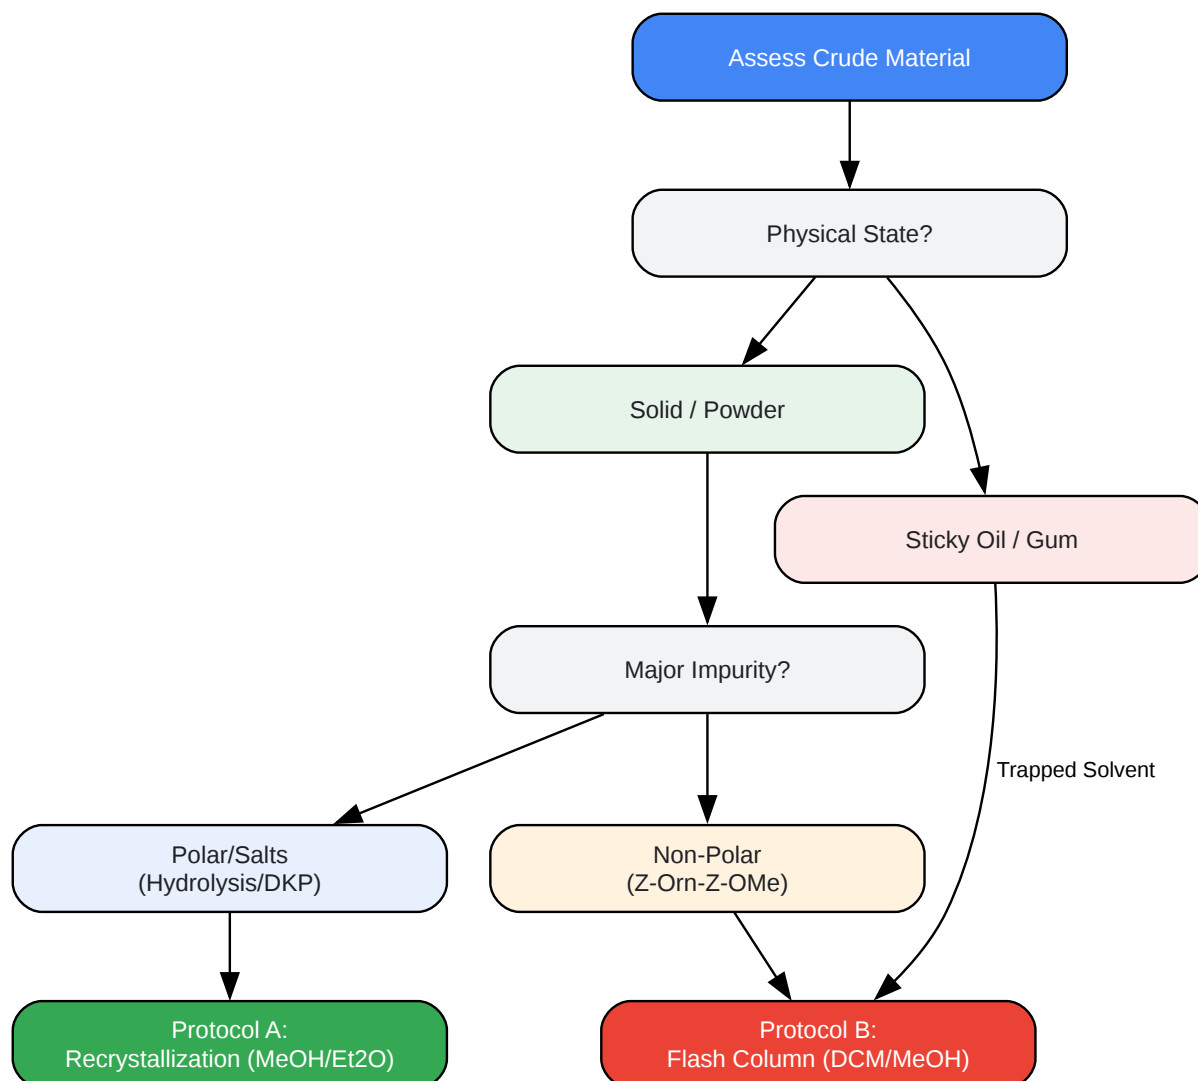 Assess Crude Material
Physical State?
Solid / Powder
Sticky Oil / Gum
Major Impurity?
Trapped Solvent
Polar/Salts
(Hydrolysis/DKP)
Non-Polar
(Z-Orn-Z-OMe)
Protocol A:
Recrystallization (MeOH/Et2O)
Protocol B:
Flash Column (DCM/MeOH)